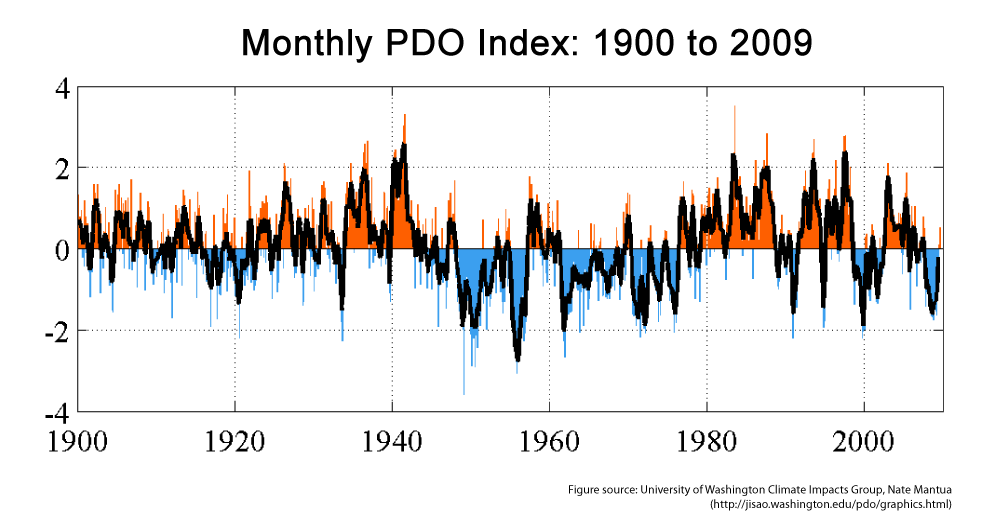 Monthly PDO Index: 1900 to 2009
4
2
0
-2
-4
1900 1920 1940 1960 1980 2000
Figure source: University of Washington Climate Impacts Group, Nate Mantua
(http://jisao.washington.edu/pdo/graphics.html)